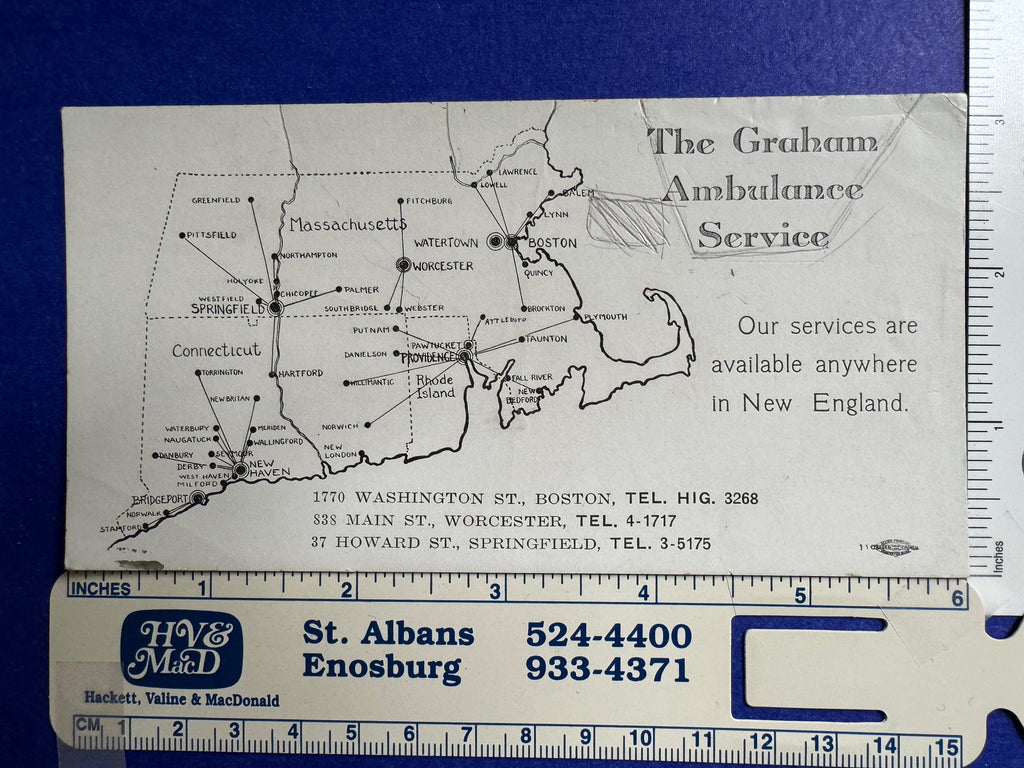 The Graham
Ambulance
Service
Our services are
available anywhere
in New England.
Massachusetts
Connecticut
Rhode
Island
LAWRENCE
LOWELL
SALEM
LYNN
GREENFIELD
FITCHBURG
PITTSFIELD
WATERTOWN
BOSTON
NORTHAMPTON
WORCESTER
QUINCY
HOLYOKE
CHICOPEE
PALMER
WESTFIELD
SPRINGFIELD
SOUTHBRIDGE
WEBSTER
BROCKTON
ATTLEBORO
PLYMOUTH
PUTNAM
PAWTUCKET
TAUNTON
DANIELSON
PROVIDENCE
TORRINGTON
HARTFORD
WILLIMANTIC
FALL RIVER
NEW
BEDFORD
NEW BRITAN
WATERBURY
MERIDEN
NORWICH
NAUGATUCK
WALLINGFORD
DANBURY
SEYMOUR
NEW
LONDON
DERBY
NEW
HAVEN
WEST HAVEN
MILFORD
BRIDGEPORT
NORWALK
STAMFORD
1770 WASHINGTON ST., BOSTON, TEL. HIG. 3268
838 MAIN ST., WORCESTER, TEL. 4-1717
37 HOWARD ST., SPRINGFIELD, TEL. 3-5175
INCHES 1 2 3 4 5 6
HV&
MacD
Hackett, Valine & MacDonald
St. Albans 524-4400
Enosburg 933-4371
CM 1 2 3 4 5 6 7 8 9 10 11 12 13 14 15
3
2
1
Inches